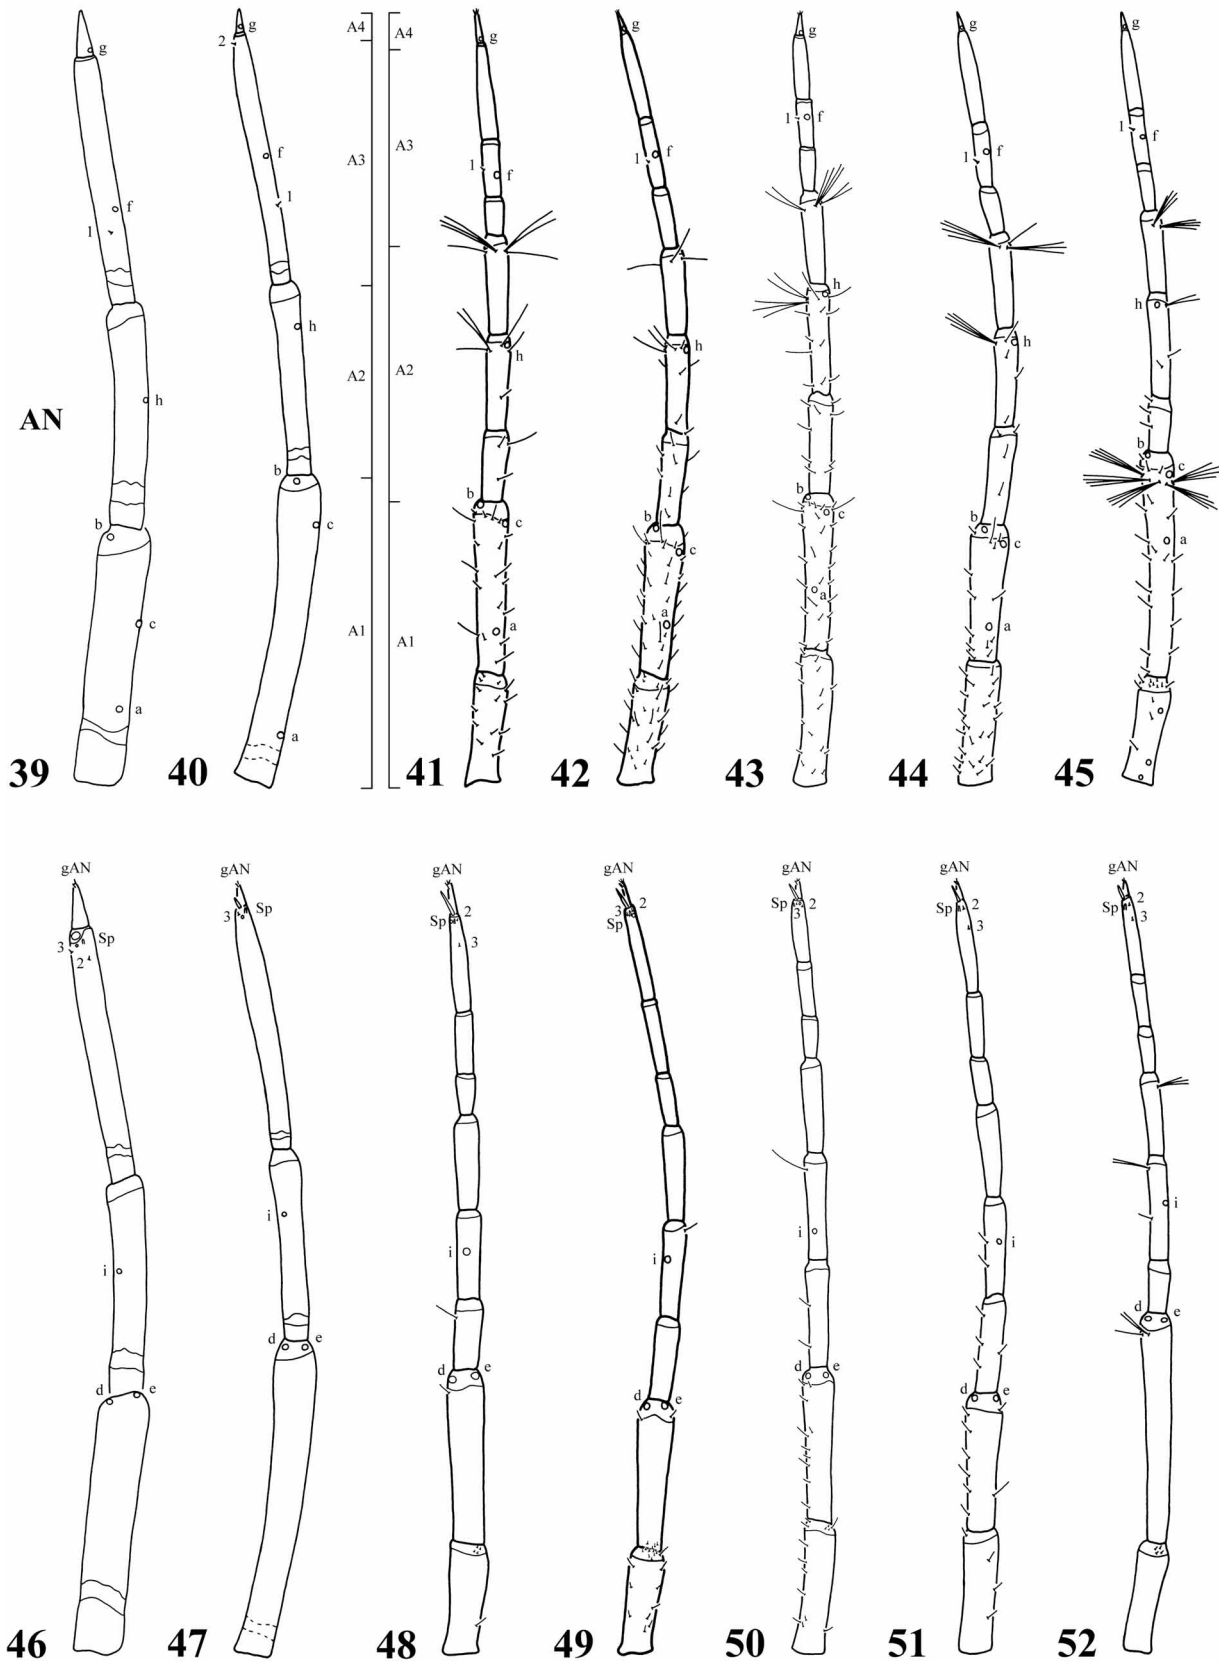 g 2 g A4 A4 g g g g g
1 f 1 f
f A3 A3 1 f 1 f 1 f
f 1
1
h h h h
h A2 A2 h
AN h
b b c
b b c b c
b c b c a
c A1 A1 a a a a
a
a
39 40 41 42 43 44 45
gAN gAN gAN gAN gAN gAN gAN
3 Sp Sp 2 3 2 Sp 2 Sp 2 Sp 2
3 Sp 3 Sp 3 3 3
2
i i
i i i i
i
d e d e d e d e d e
d e d e
46 47 48 49 50 51 52